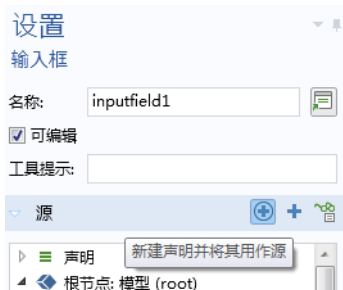 设置
输入框
名称: inputfield1
可编辑
工具提示:
源
新建声明并将其用作源
声明
根节点: 模型 (root)